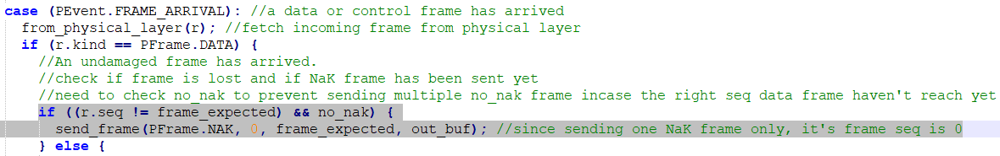 case (PEvent.FRAME_ARRIVAL): //a data or control frame has arrived
from_physical_layer(r); //fetch incoming frame from physical layer
if (r.kind == PFrame.DATA) {
//An undamaged frame has arrived.
//check if frame is lost and if NaK frame has been sent yet
//need to check no_nak to prevent sending multiple no_nak frame incase the right seq data frame haven't reach yet
if ((r.seq != frame_expected) && no_nak) {
send_frame(PFrame.NAK, 0, frame_expected, out_buf); //since sending one NaK frame only, it's frame seq is 0
} else {